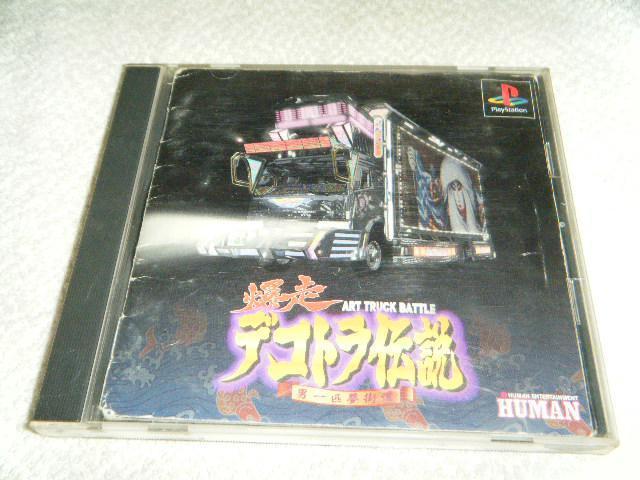 PlayStation
爆走
ART TRUCK BATTLE
デコトラ伝説
男一匹夢街道
HUMAN ENTERTAINMENT
HUMAN